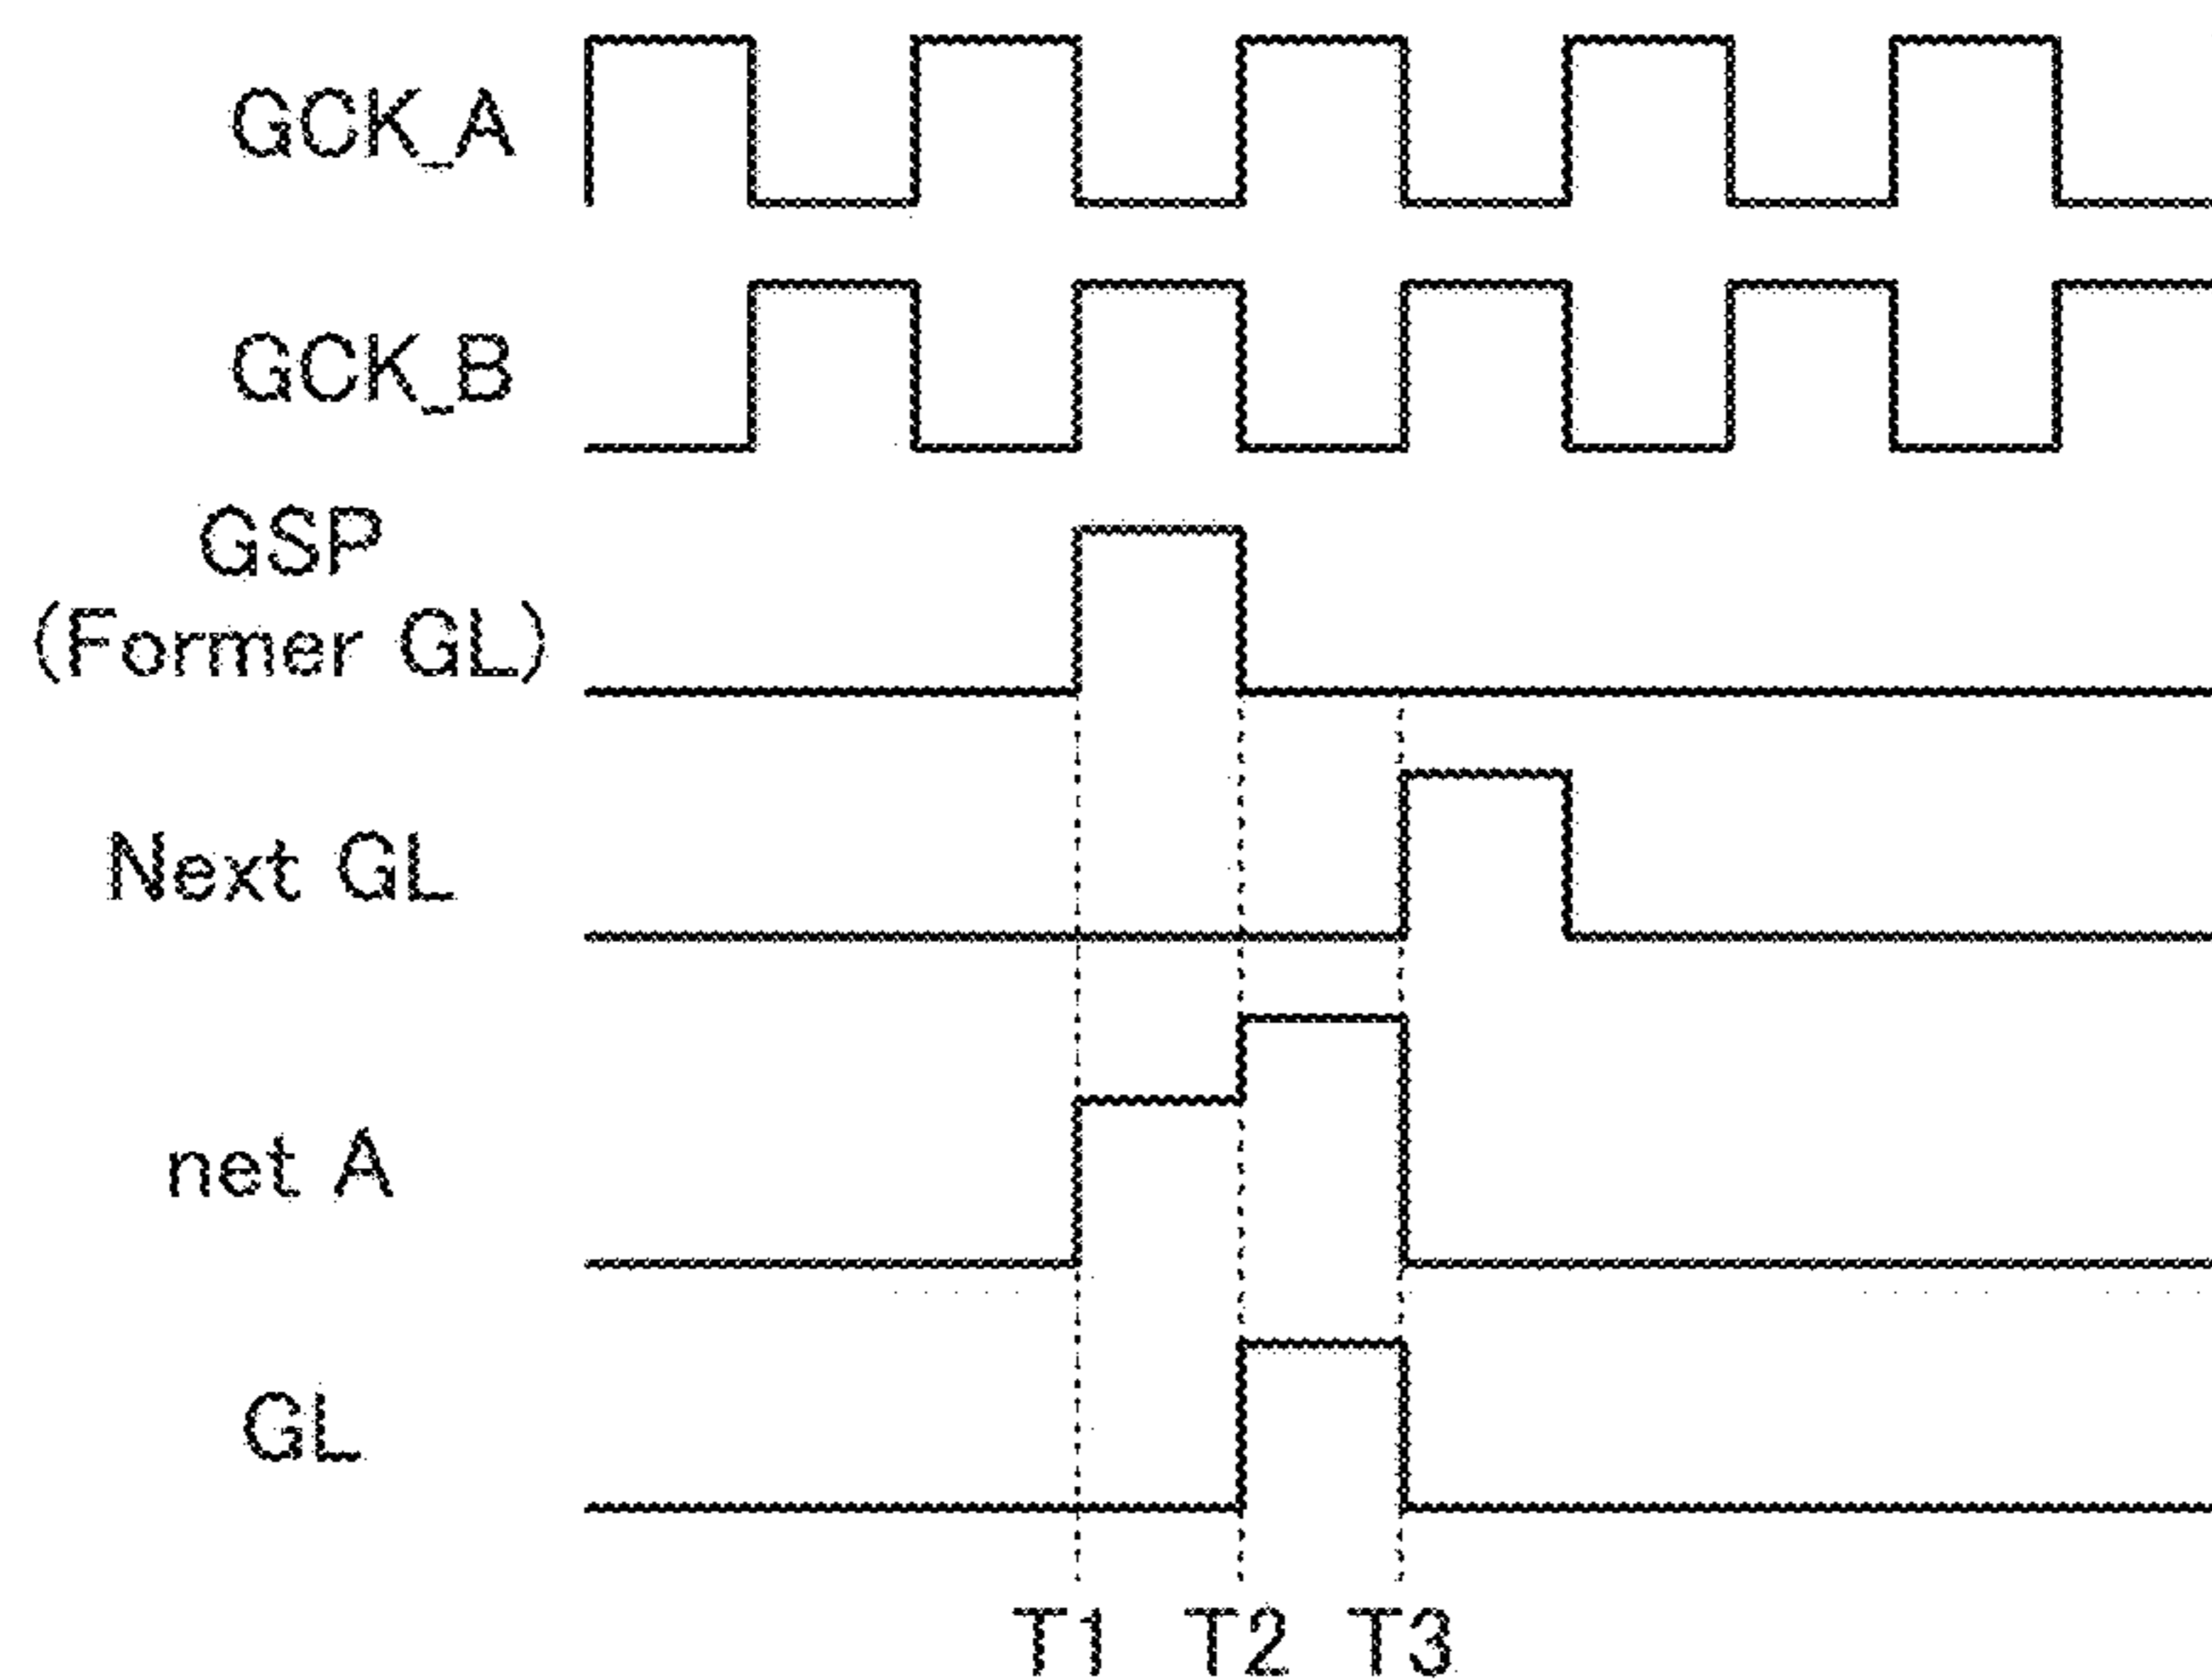 GCK_A
GCK_B
GSP
(Former GL)
Next GL
net A
GL
T1 T2 T3